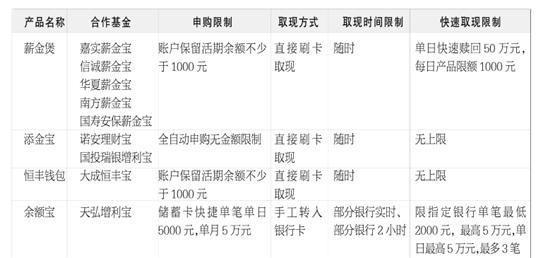 产品名称 合作基金 申购限制 取现方式 取现时间限制 快速取现限制
薪金煲 嘉实薪金宝 账户保留活期余额不少 直接刷卡 随时 单日快速赎回50万元，
信诚薪金宝 于1000元 取现 每日产品限额1000元
华夏薪金宝
南方薪金宝
国寿安保薪金宝
添金宝 诺安理财宝 全自动申购无金额限制 直接刷卡 随时 无上限
国投瑞银增利宝 取现
恒丰钱包 大成恒丰宝 账户保留活期余额不少 直接刷卡 随时 无上限
于1000元 取现
余额宝 天弘增利宝 储蓄卡快捷单笔单日 手工转入 部分银行实时、 限指定银行单笔最低
5000元，单月5万元 银行卡 部分银行2小时 2000元，最高5万元，单
日最高5万元，最多3笔